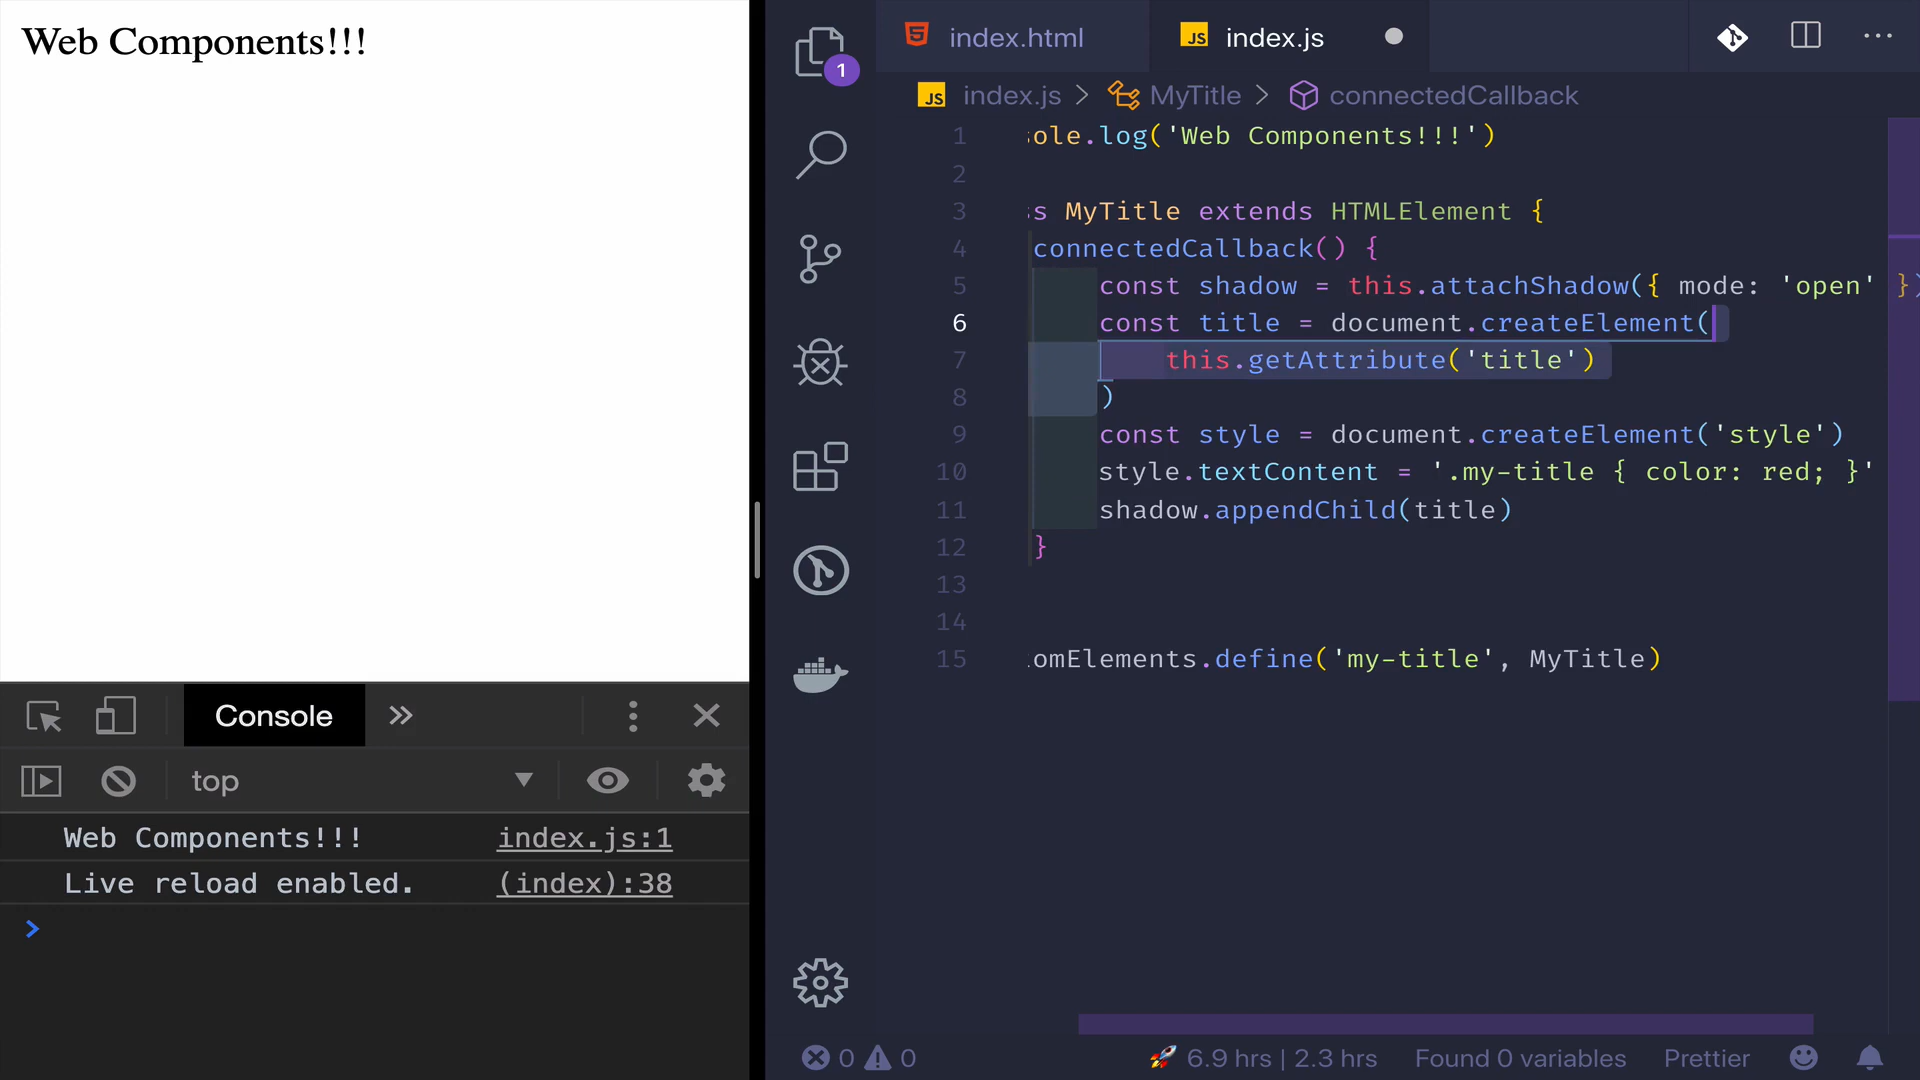 Web Components!!!
Console
top
Web Components!!! index.js:1
Live reload enabled. (index):38
>
1
index.html
JS index.js
JS index.js > MyTitle > connectedCallback
1 sole.log('Web Components!!!')
2
3 ss MyTitle extends HTMLElement {
4 connectedCallback() {
5 const shadow = this.attachShadow({ mode: 'open' })
6 const title = document.createElement(
7 this.getAttribute('title')
8 )
9 const style = document.createElement('style')
10 style.textContent = '.my-title { color: red; }'
11 shadow.appendChild(title)
12 }
13
14
15 omElements.define('my-title', MyTitle)
0 0 6.9 hrs | 2.3 hrs Found 0 variables Prettier